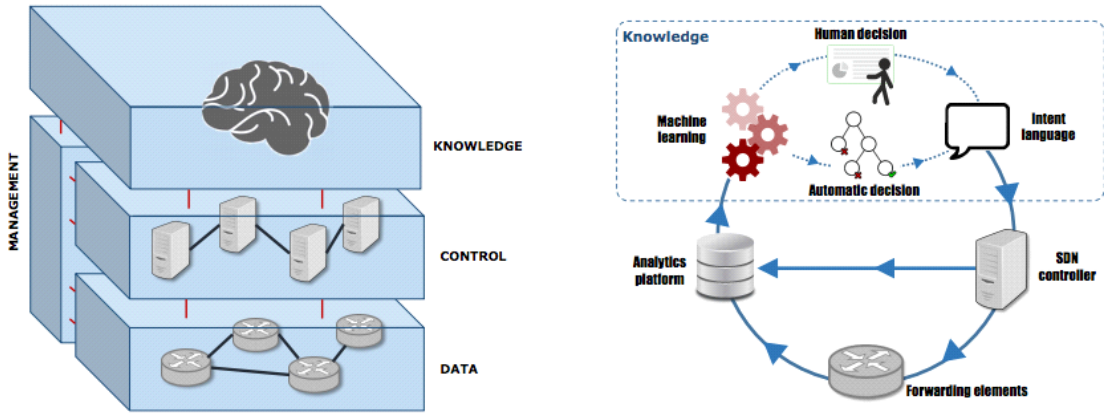 MANAGEMENT
KNOWLEDGE
CONTROL
DATA
Knowledge
Human decision
Machine
learning
Intent
language
Automatic decision
Analytics
platform
SDN
controller
Forwarding elements